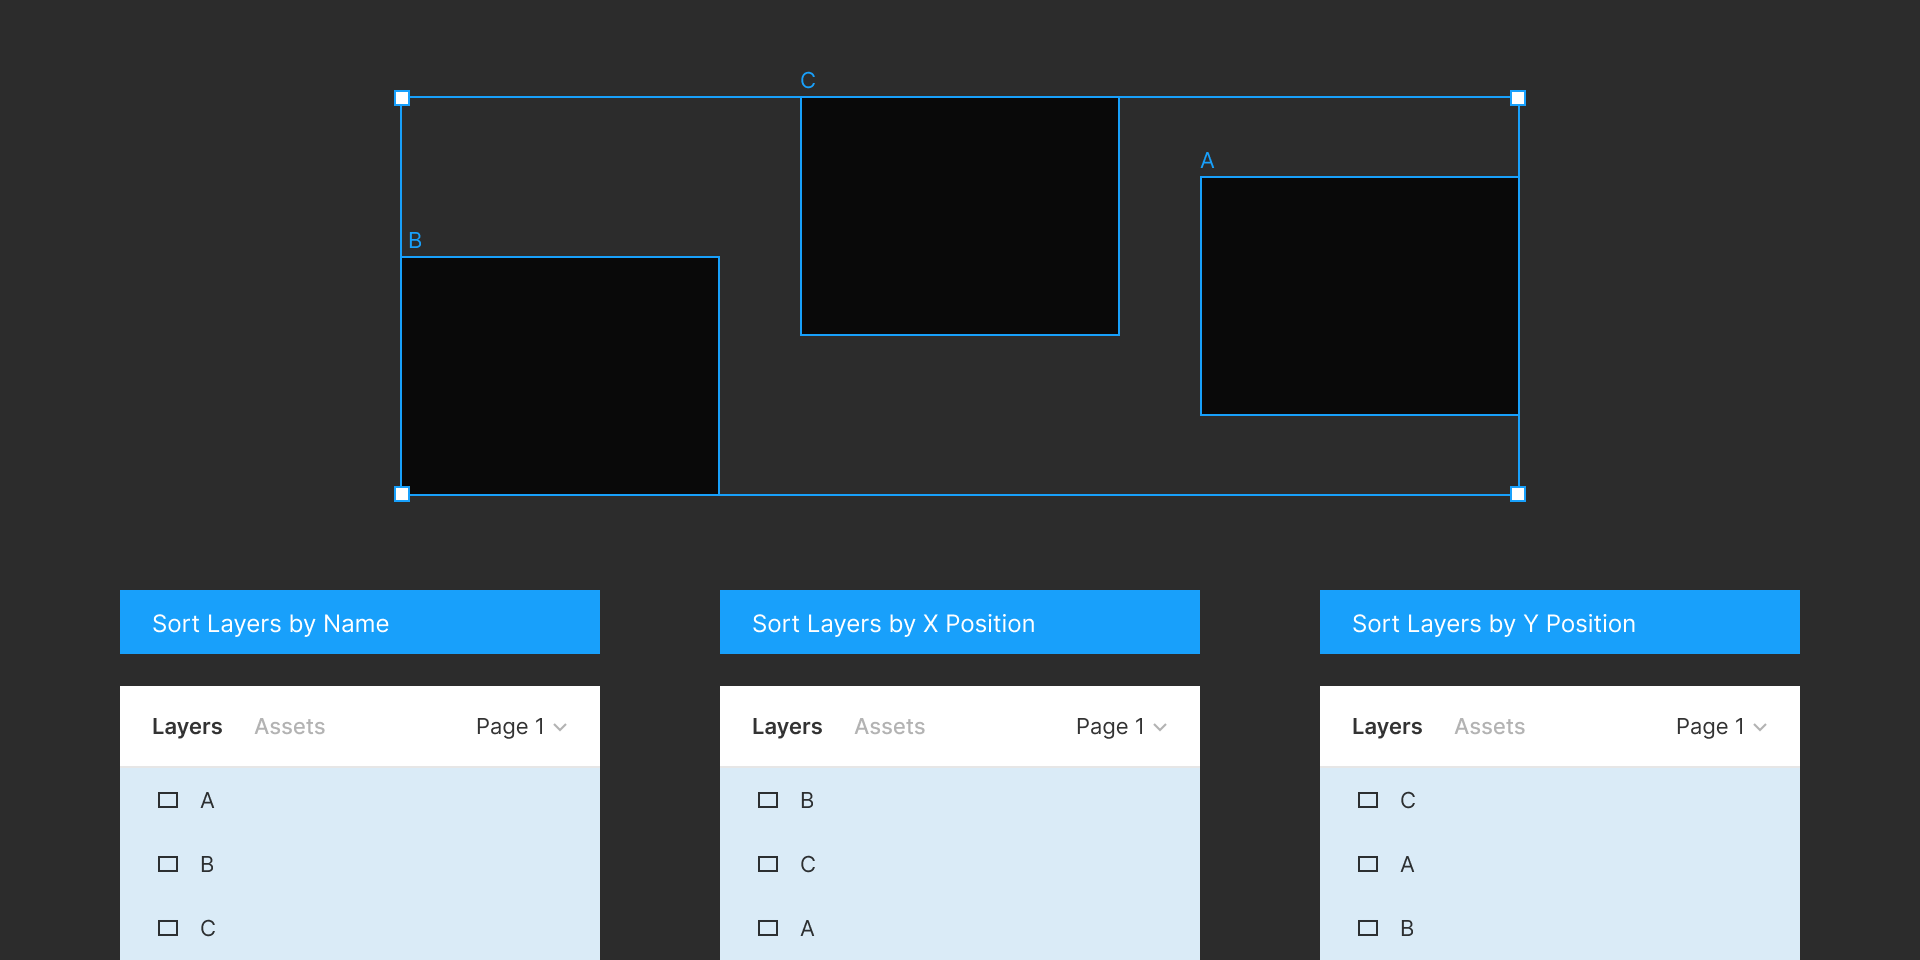 C
A
B
Sort Layers by Name
Layers Assets Page 1
A
B
C
Sort Layers by X Position
Layers Assets Page 1
B
C
A
Sort Layers by Y Position
Layers Assets Page 1
C
A
B